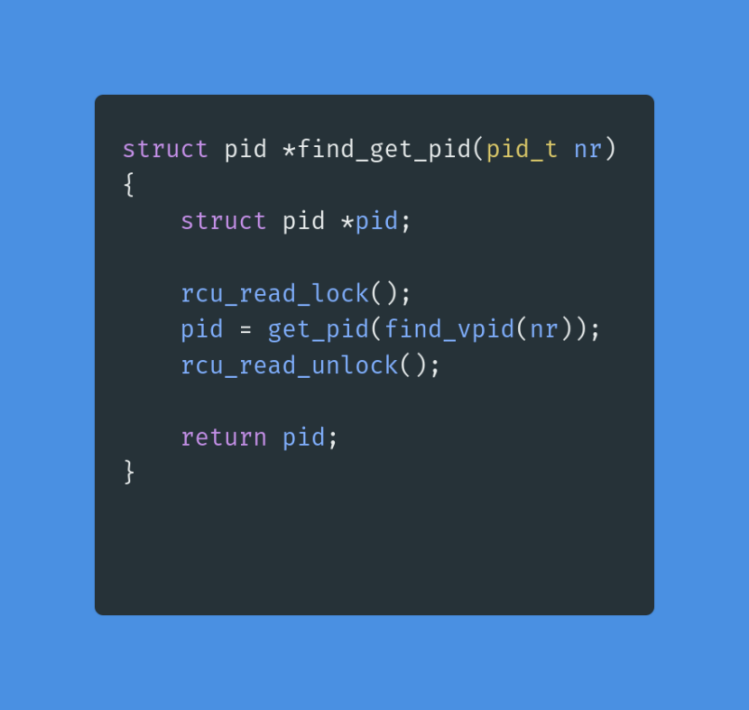 struct pid *find_get_pid(pid_t nr)
{
    struct pid *pid;
    rcu_read_lock();
    pid = get_pid(find_vpid(nr));
    rcu_read_unlock();
    return pid;
}